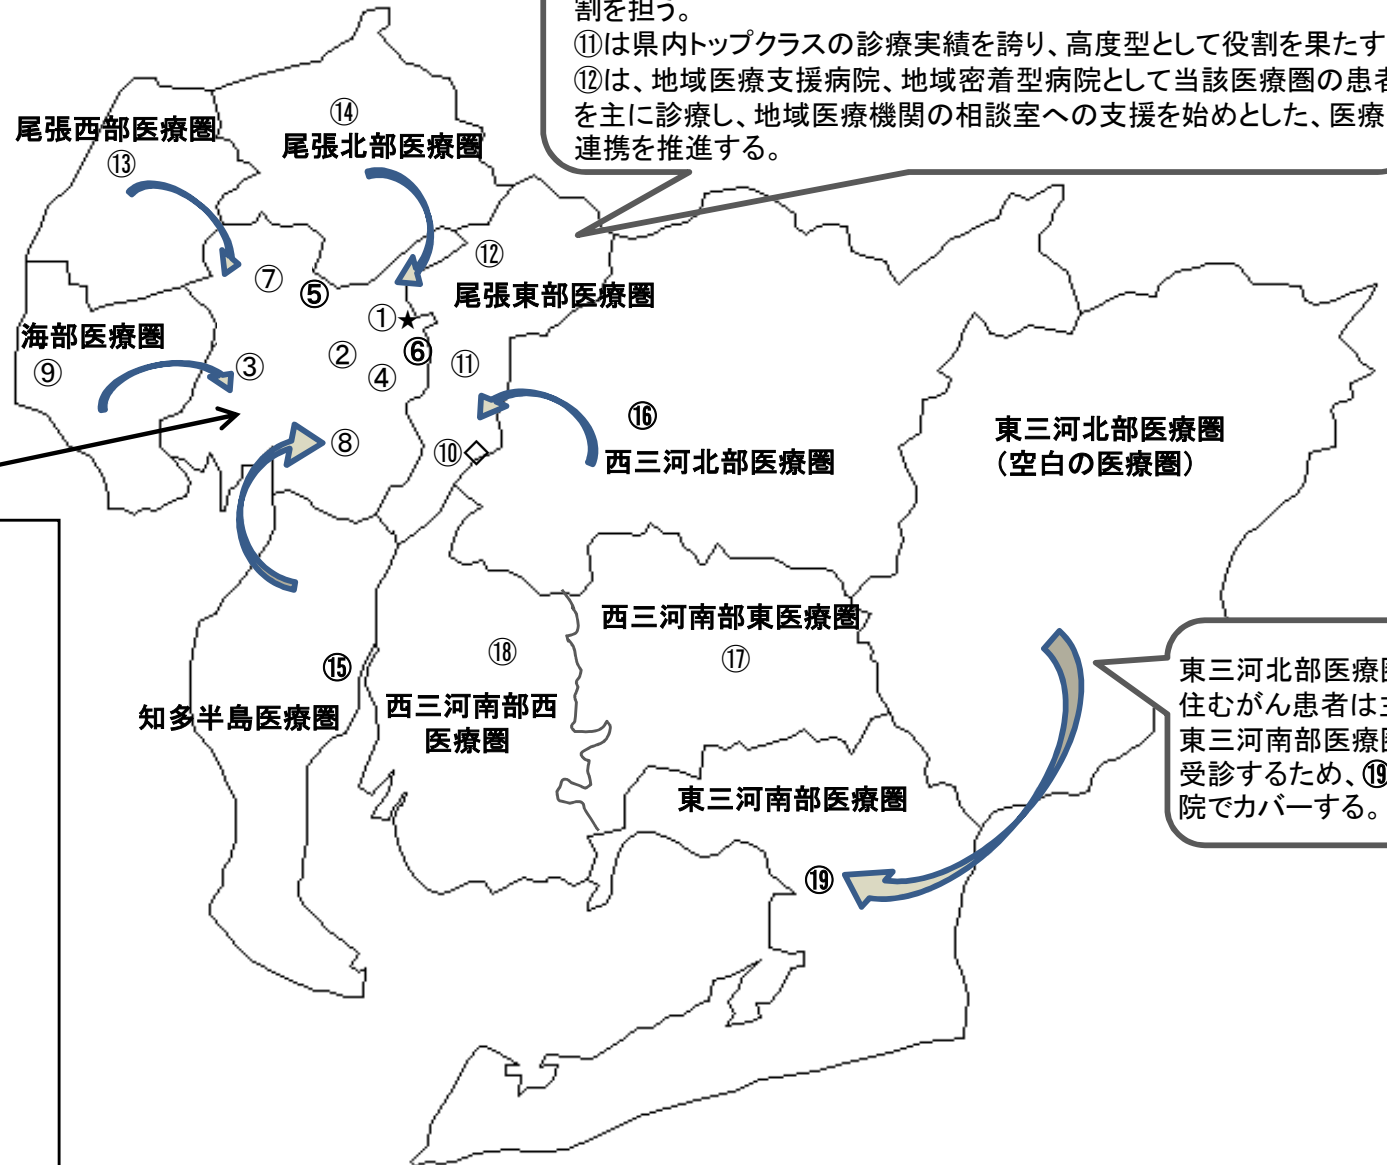 割を担う。
⑪は県内トップクラスの診療実績を誇り、高度型として役割を果たす
⑫は、地域医療支援病院、地域密着型病院として当該医療圏の患者
を主に診療し、地域医療機関の相談室への支援を始めとした、医療
連携を推進する。
尾張西部医療圏
⑬
⑭
尾張北部医療圏
⑫
尾張東部医療圏
⑦
⑤
①★
海部医療圏
⑨
③
②
④
⑥
⑪
⑧
⑩◇
⑯
西三河北部医療圏
東三河北部医療圏
(空白の医療圏)
西三河南部東医療圏
⑰
⑮
知多半島医療圏
⑱
西三河南部西
医療圏
東三河南部医療圏
⑲
東三河北部医療圏
住むがん患者は主
東三河南部医療圏
受診するため、⑲
院でカバーする。